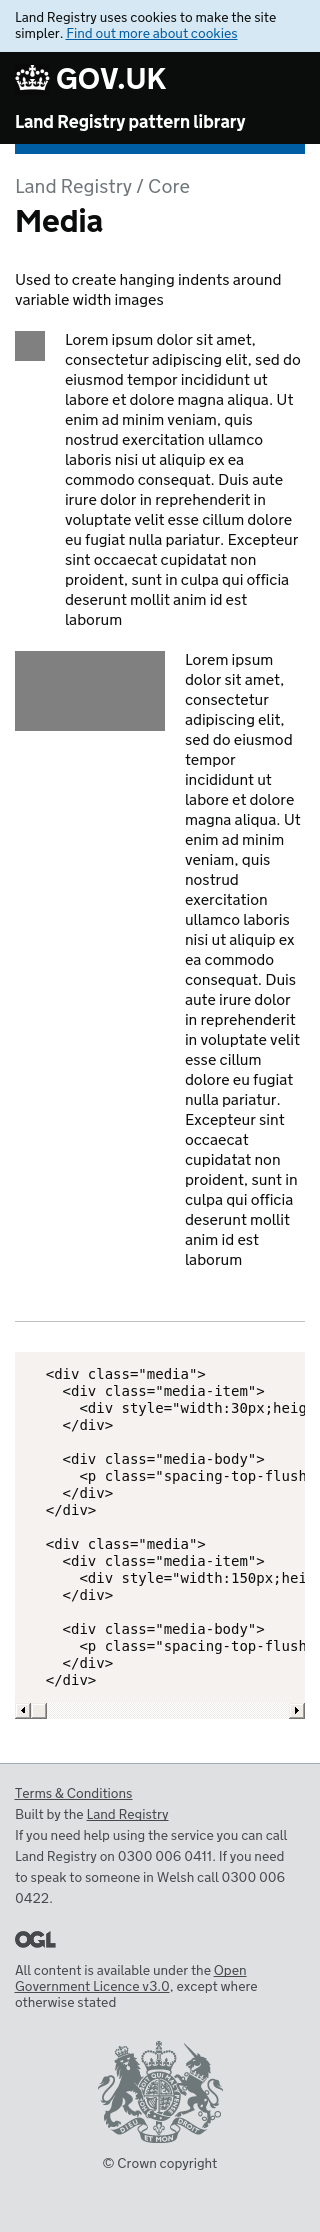 Land Registry uses cookies to make the site
simpler. Find out more about cookies
GOV.UK
Land Registry pattern library
Land Registry / Core
Media
Used to create hanging indents around
variable width images
Lorem ipsum dolor sit amet,
consectetur adipiscing elit, sed do
eiusmod tempor incididunt ut
labore et dolore magna aliqua. Ut
enim ad minim veniam, quis
nostrud exercitation ullamco
laboris nisi ut aliquip ex ea
commodo consequat. Duis aute
irure dolor in reprehenderit in
voluptate velit esse cillum dolore
eu fugiat nulla pariatur. Excepteur
sint occaecat cupidatat non
proident, sunt in culpa qui officia
deserunt mollit anim id est
laborum
Lorem ipsum
dolor sit amet,
consectetur
adipiscing elit,
sed do eiusmod
tempor
incididunt ut
labore et dolore
magna aliqua. Ut
enim ad minim
veniam, quis
nostrud
exercitation
ullamco laboris
nisi ut aliquip ex
ea commodo
consequat. Duis
aute irure dolor
in reprehenderit
in voluptate velit
esse cillum
dolore eu fugiat
nulla pariatur.
Excepteur sint
occaecat
cupidatat non
proident, sunt in
culpa qui officia
deserunt mollit
anim id est
laborum
<div class="media">
<div class="media-item">
<div style="width:30px;heig
</div>
<div class="media-body">
<p class="spacing-top-flush
</div>
</div>
<div class="media">
<div class="media-item">
<div style="width:150px;hei
</div>
<div class="media-body">
<p class="spacing-top-flush
</div>
</div>
Terms & Conditions
Built by the Land Registry
If you need help using the service you can call
Land Registry on 0300 006 0411. If you need
to speak to someone in Welsh call 0300 006
0422.
OGL
All content is available under the Open
Government Licence v3.0, except where
otherwise stated
DIEU ET MON DROIT
© Crown copyright